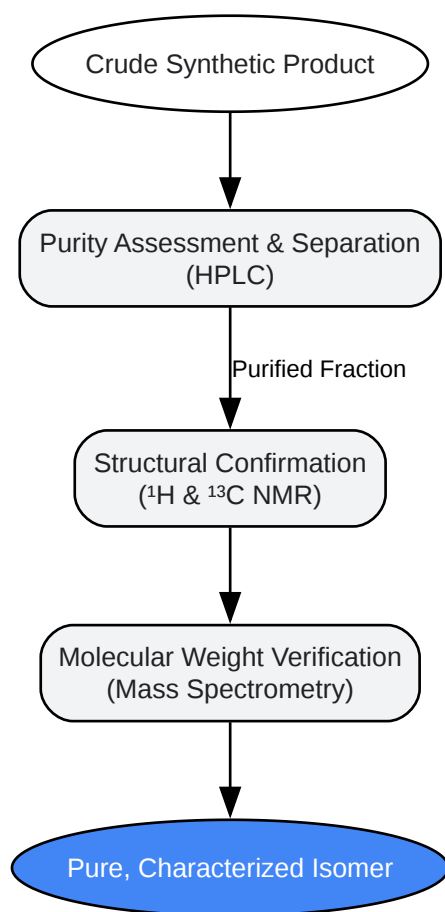 Crude Synthetic Product
Purity Assessment & Separation
(HPLC)
Purified Fraction
Structural Confirmation
(¹H & ¹³C NMR)
Molecular Weight Verification
(Mass Spectrometry)
Pure, Characterized Isomer